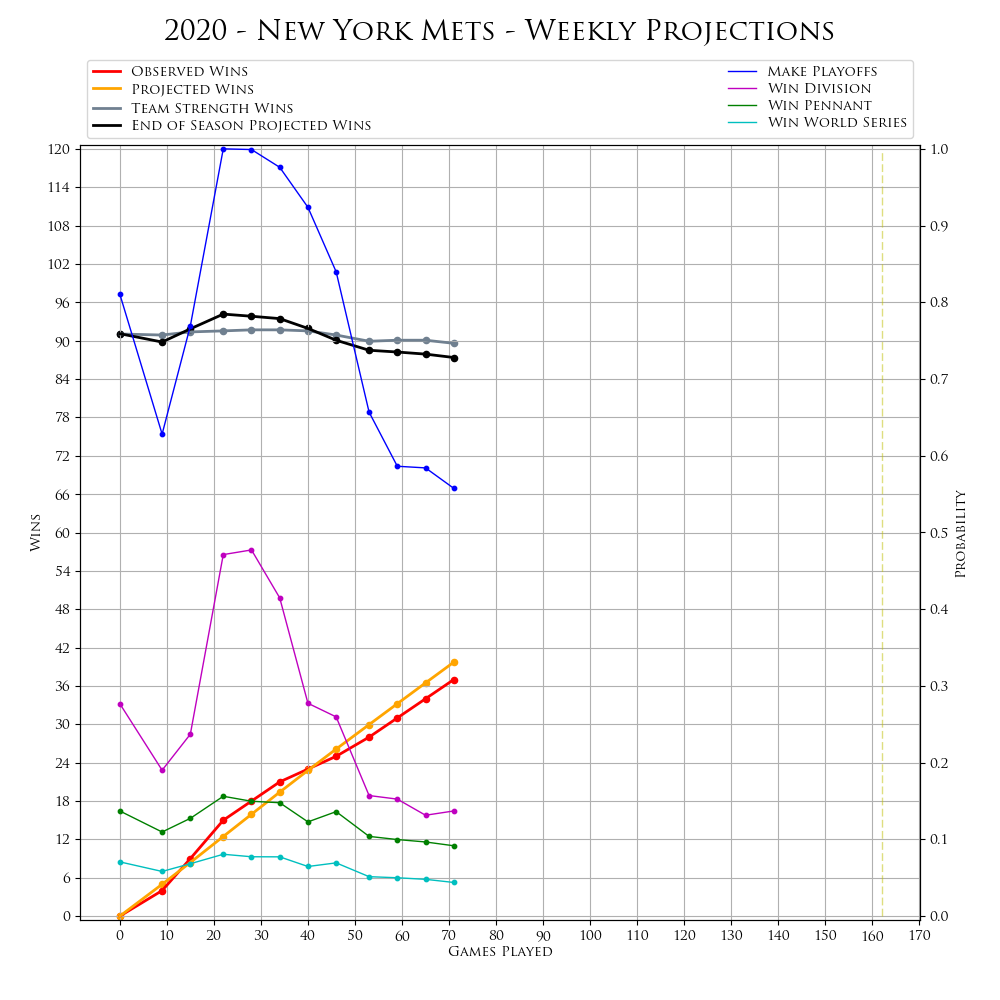 2020 - New York Mets - Weekly Projections
Observed Wins
Projected Wins
Team Strength Wins
End of Season Projected Wins
Make Playoffs
Win Division
Win Pennant
Win World Series
120
114
108
102
96
90
84
78
72
66
60
54
48
42
36
30
24
18
12
6
0
Wins
1.0
0.9
0.8
0.7
0.6
0.5
0.4
0.3
0.2
0.1
0.0
Probability
0 10 20 30 40 50 60 70 80 90 100 110 120 130 140 150 160 170
Games Played